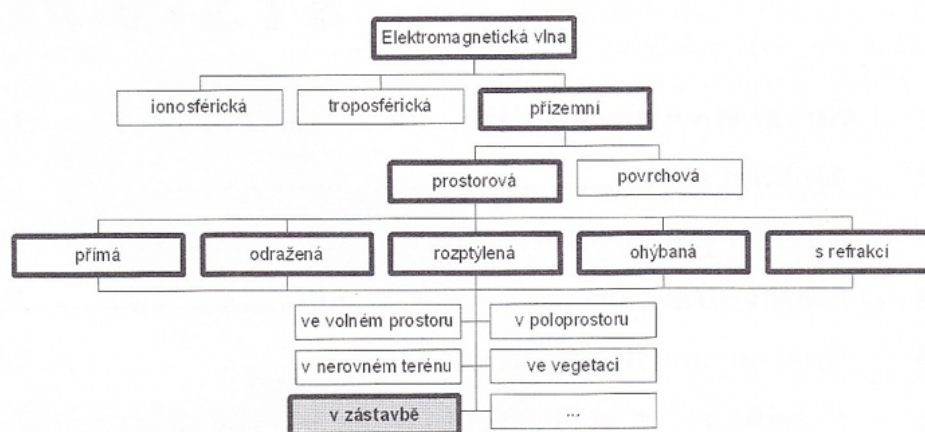 Elektromagnetická vlna
ionosférická
troposférická
přízemní
prostorová
povrchová
přímá
odražená
rozptýlená
ohýbaná
s refrakcí
ve volném prostoru
v poloprostoru
v nerovném terénu
ve vegetaci
v zástavbě
...